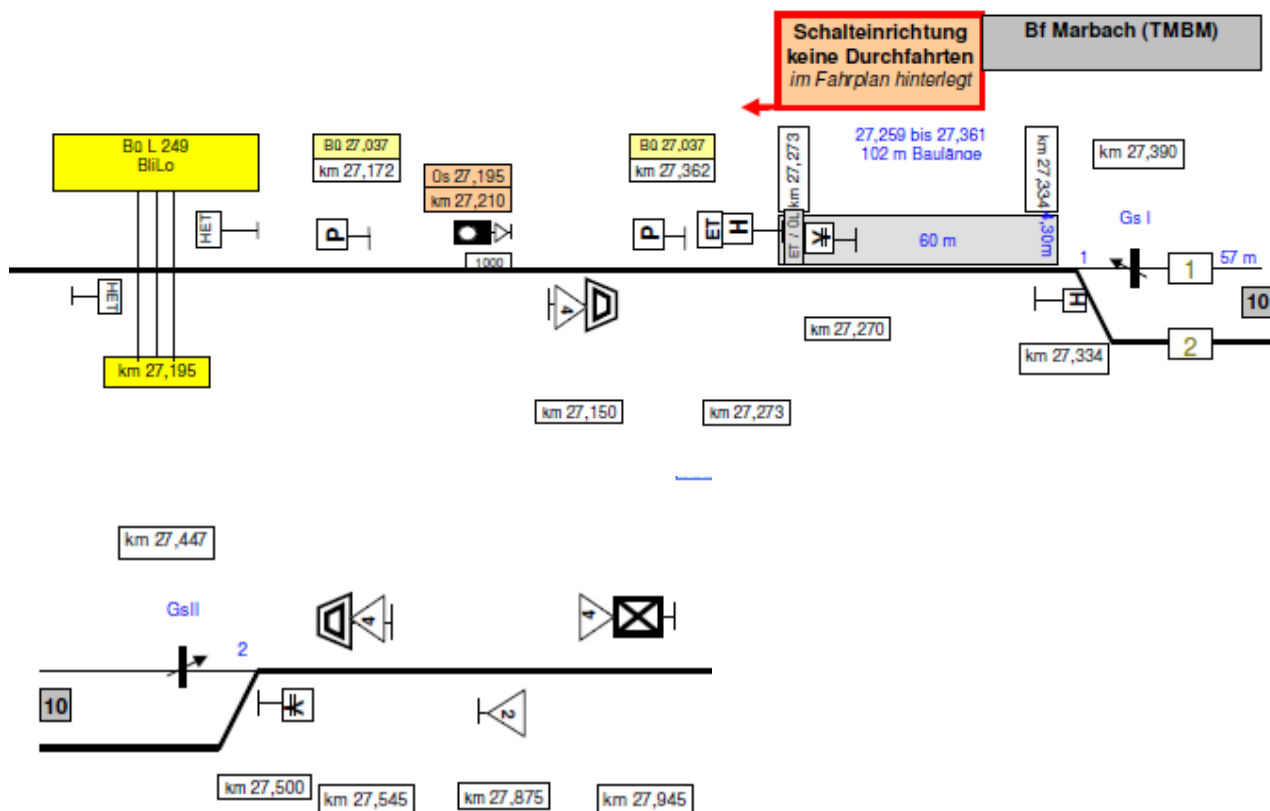 Schalteinrichtung
keine Durchfahrten
im Fahrplan hinterlegt
Bf Marbach (TMBM)
Bü L 249
BliLo
Bü 27,037
km 27,172
Üs 27,195
km 27,210
Bü 27,037
km 27,362
km 27,273
27,259 bis 27,361
102 m Baulänge
km 27,334
km 27,390
HET
P
P
ET
H
ET / ÜL
60 m
4,30m
Gs I
1000
1
1
57 m
HET
4
H
10
2
km 27,195
km 27,270
km 27,334
km 27,150
km 27,273
km 27,447
GsII
2
4
4
10
2
km 27,500
km 27,545
km 27,875
km 27,945